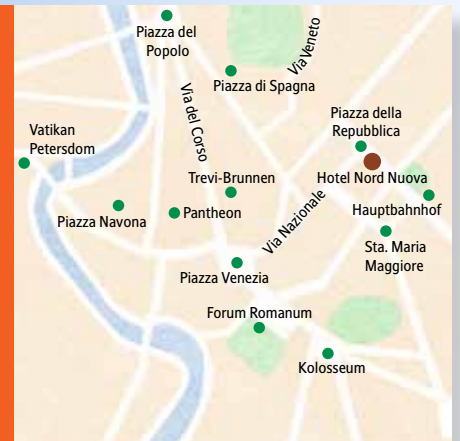 Piazza del
Popolo
Via Veneto
Piazza di Spagna
Via del Corso
Piazza della
Repubblica
Vatikan
Petersdom
Trevi-Brunnen
Hotel Nord Nuova
Hauptbahnhof
Piazza Navona
Pantheon
Via Nazionale
Sta. Maria
Maggiore
Piazza Venezia
Forum Romanum
Kolosseum